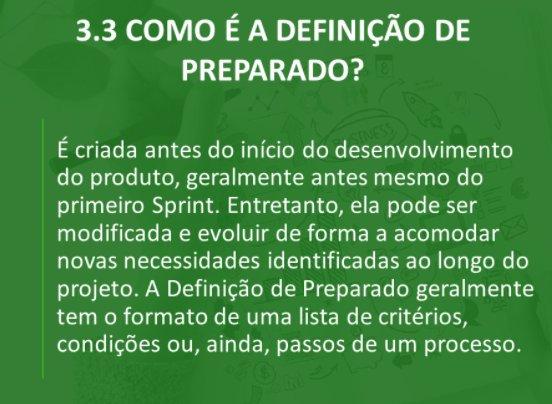 3.3 COMO É A DEFINIÇÃO DE
PREPARADO?
É criada antes do início do desenvolvimento
do produto, geralmente antes mesmo do
primeiro Sprint. Entretanto, ela pode ser
modificada e evoluir de forma a acomodar
novas necessidades identificadas ao longo do
projeto. A Definição de Preparado geralmente
tem o formato de uma lista de critérios,
condições ou, ainda, passos de um processo.